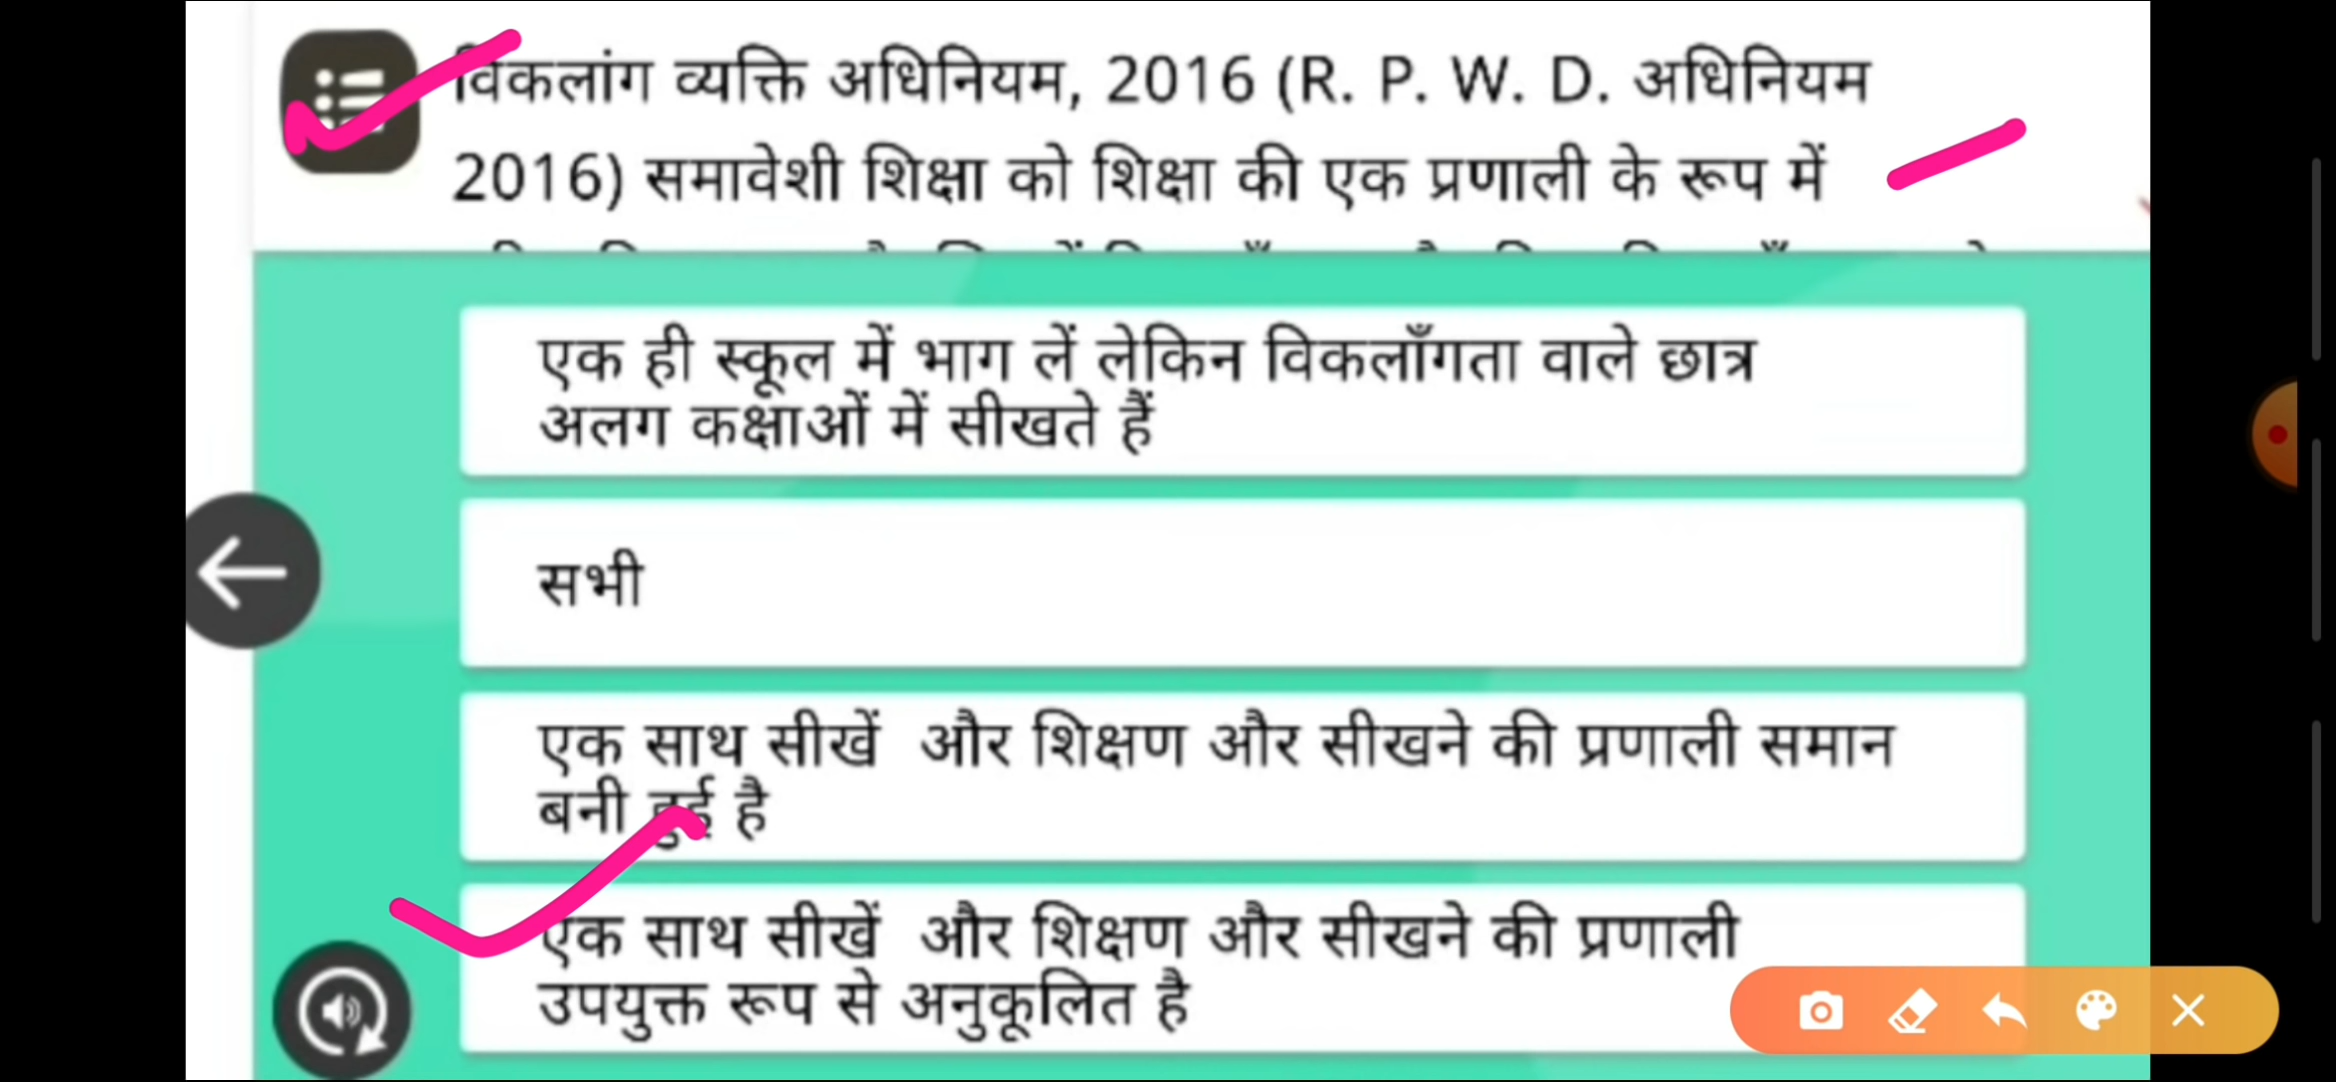 विकलांग व्यक्ति अधिनियम, 2016 (R. P. W. D. अधिनियम
2016) समावेशी शिक्षा को शिक्षा की एक प्रणाली के रूप में
एक ही स्कूल में भाग लें लेकिन विकलाँगता वाले छात्र
अलग कक्षाओं में सीखते हैं
सभी
एक साथ सीखें और शिक्षण और सीखने की प्रणाली समान
बनी हुई है
एक साथ सीखें और शिक्षण और सीखने की प्रणाली
उपयुक्त रूप से अनुकूलित है